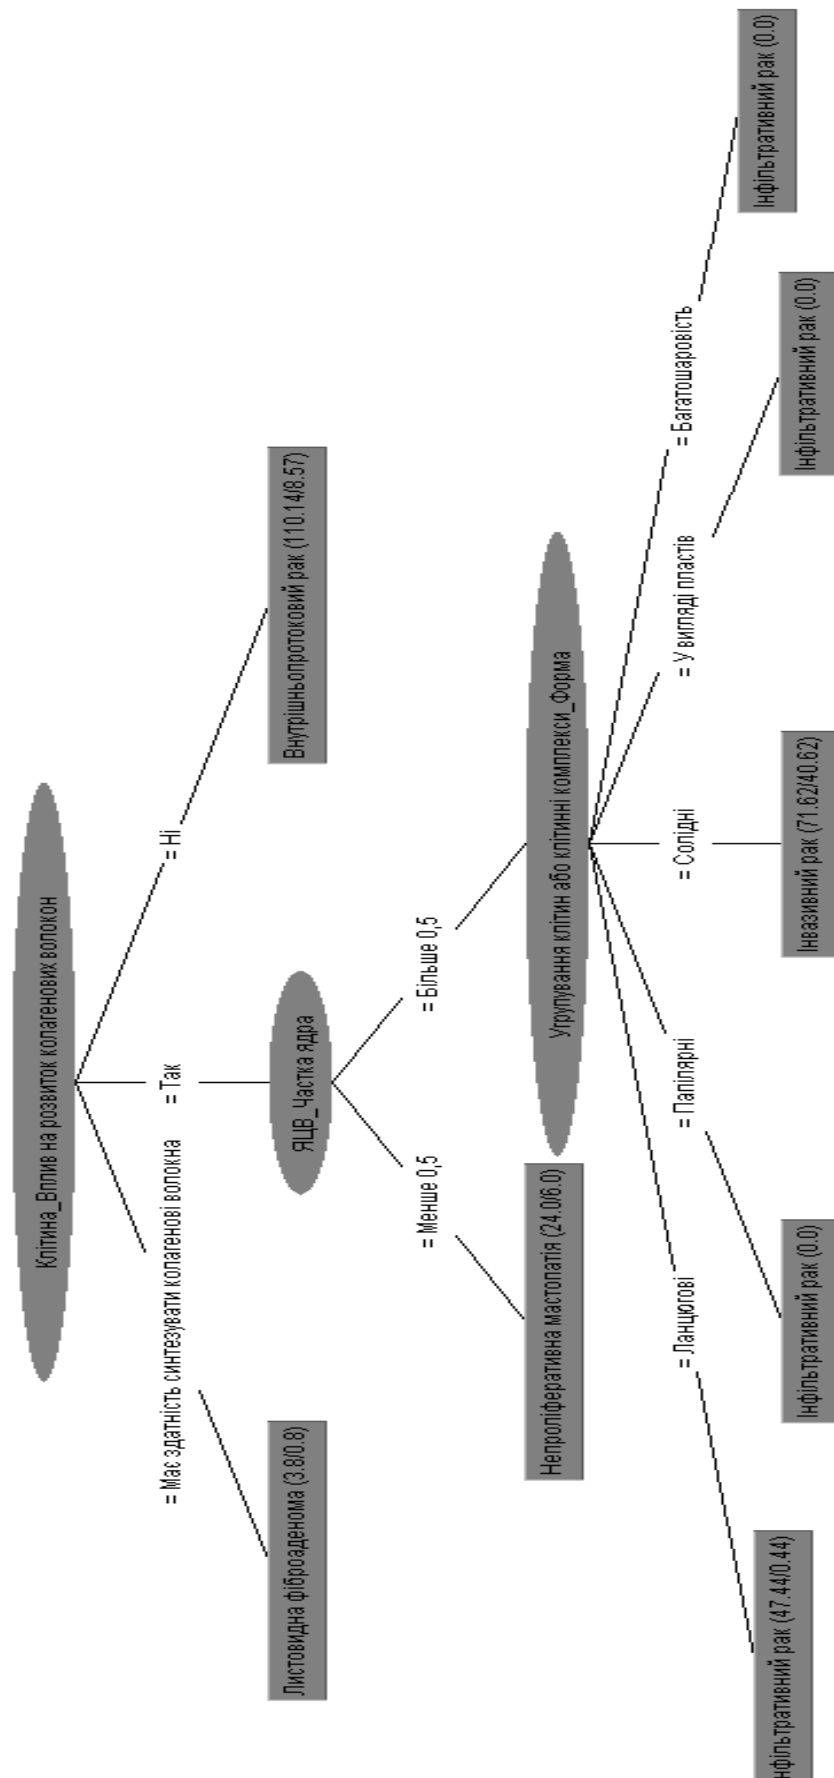 Клітина_Вплив на розвиток колагенових волокон
= Має здатність синтезувати колагенові волокна
= Так
= Ні
Листовидна фіброаденома (3.8/0.8)
ЯЦВ_Частка ядра
Внутрішньопротоковий рак (110.14/8.57)
= Менше 0,5
= Більше 0,5
Непроліферативна мастопатія (24.0/6.0)
Угрупування клітин або клітинні комплекси_Форма
= Ланцюгові
= Папілярні
= Солідні
= У вигляді пластів
= Багатошаровість
нфільтративний рак (47.44/0.44)
Інфільтративний рак (0.0)
Інвазивний рак (71.62/40.62)
Інфільтративний рак (0.0)
Інфільтративний рак (0.0)